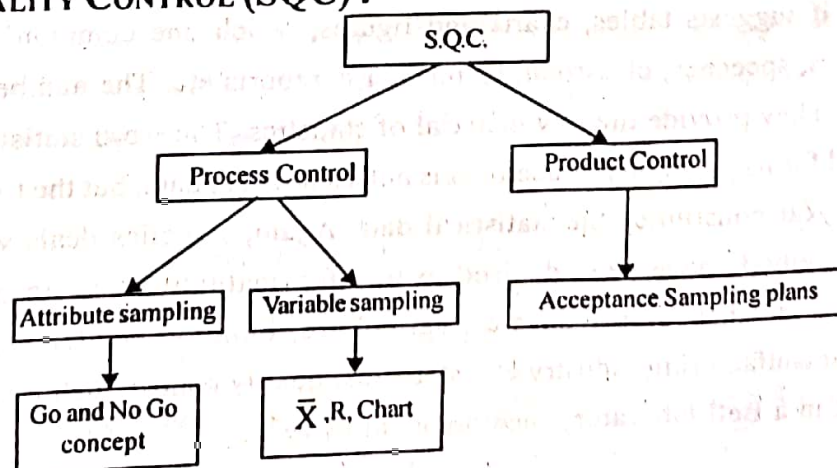 ALITY CONTROL (SQC) :
S.Q.C.
Process Control
Product Control
Attribute sampling
Variable sampling
Acceptance Sampling plans
Go and No Go
concept
X̅ ,R, Chart